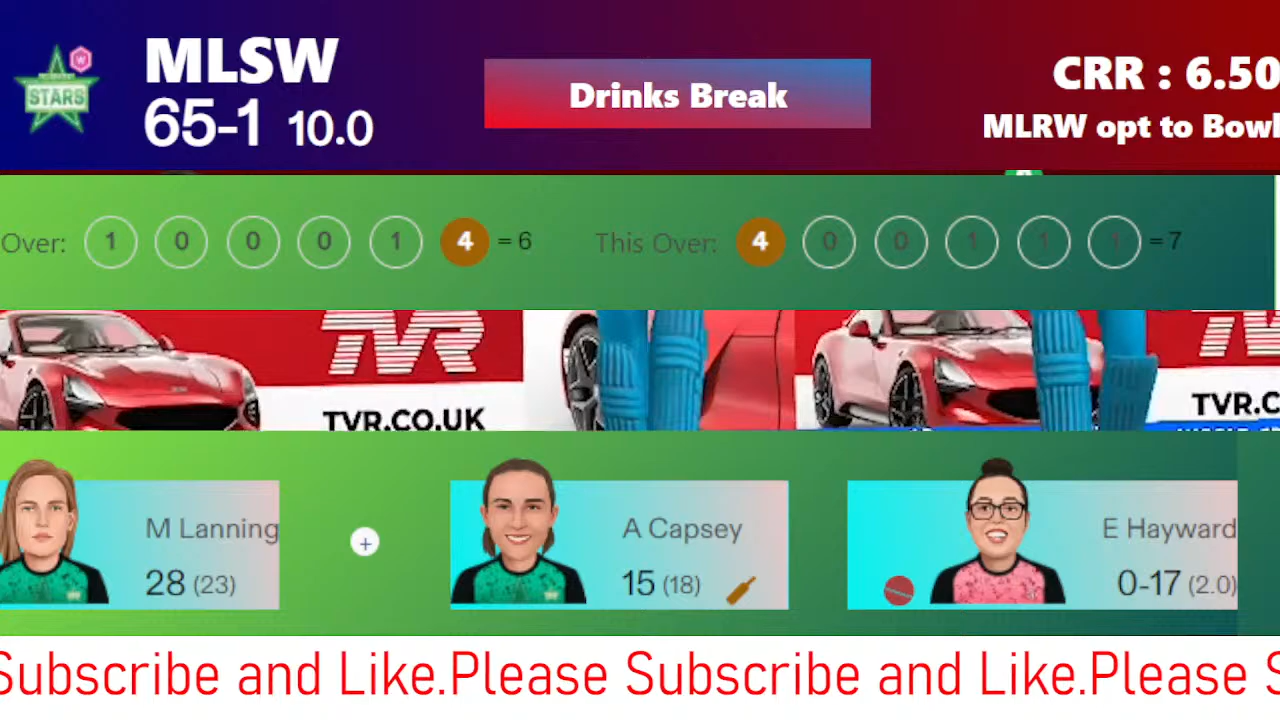 MLSW
65-1 10.0
STARS
W
Drinks Break
CRR : 6.50
MLRW opt to Bowl
Over: 1 0 0 0 1 4 = 6
This Over: 4 0 0 1 1 1 = 7
TVR
TVR.CO.UK
TVR.C
M Lanning
28 (23)
+
A Capsey
15 (18)
E Hayward
0-17 (2.0)
Subscribe and Like.Please Subscribe and Like.Please S